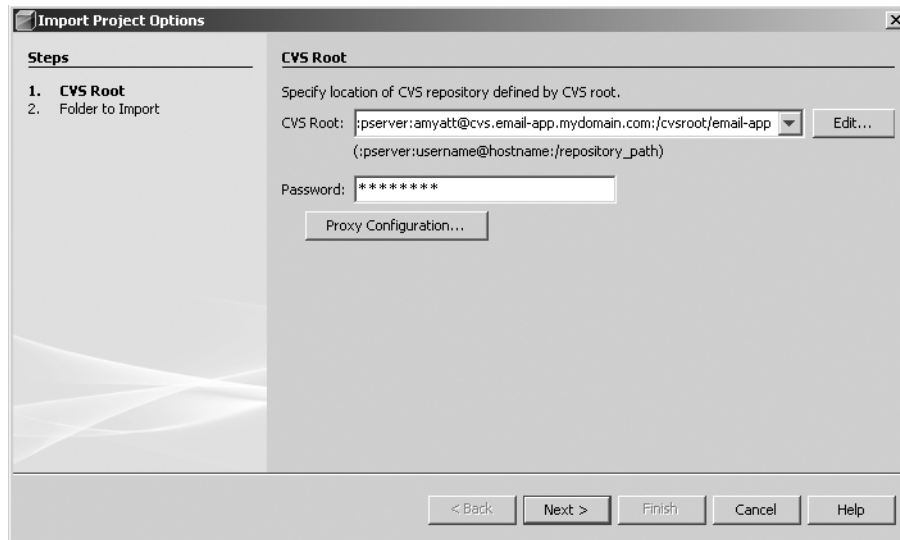 Import Project Options
Steps
1. CVS Root
2. Folder to Import
CVS Root
Specify location of CVS repository defined by CVS root.
CVS Root: :pserver:amyatt@cvs.email-app.mydomain.com:/cvsroot/email-app Edit...
(:pserver:username@hostname:/repository_path)
Password: ********
Proxy Configuration...
< Back Next > Finish Cancel Help